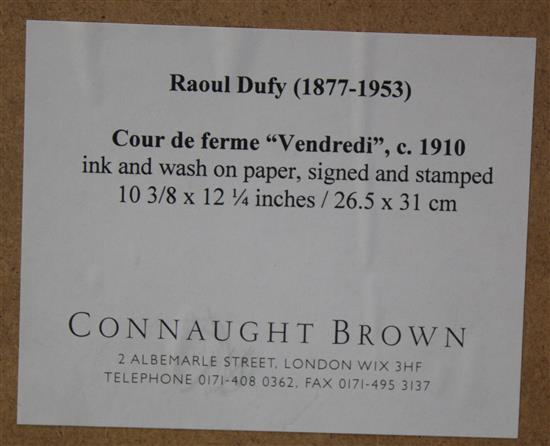 Raoul Dufy (1877-1953)
Cour de ferme “Vendredi”, c. 1910
ink and wash on paper, signed and stamped
10 3/8 x 12 ¼ inches / 26.5 x 31 cm
CONNAUGHT BROWN
2 ALBEMARLE STREET, LONDON W1X 3HF
TELEPHONE 0171-408 0362, FAX 0171-495 3137